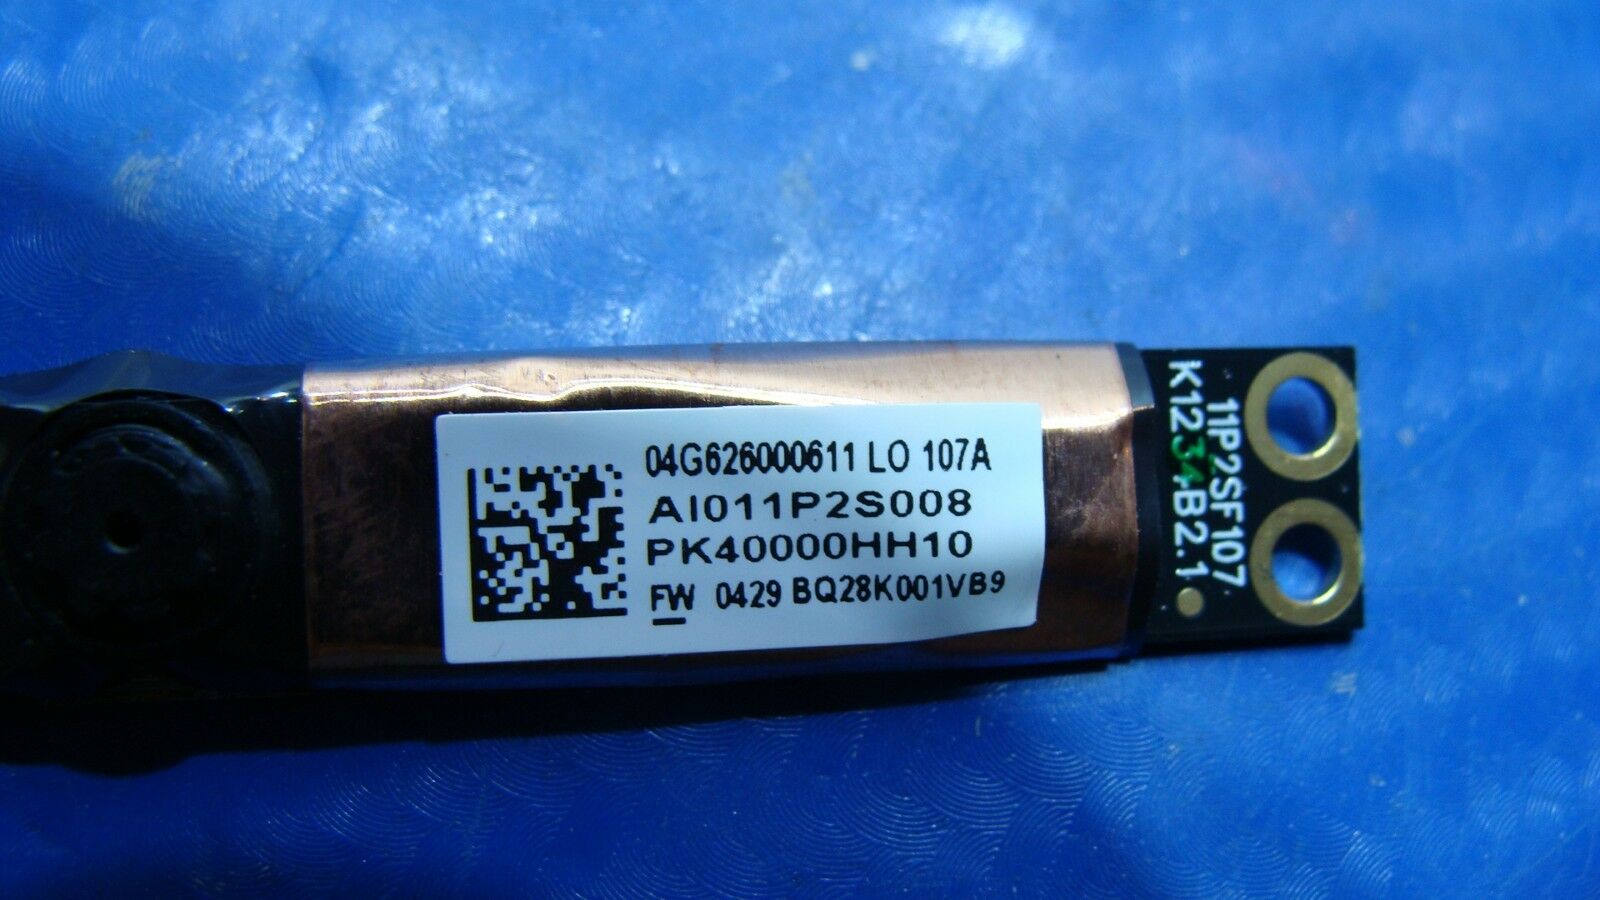 04G626000611 LO 107A
AI011P2S008
PK40000HH10
FW 0429 BQ28K001VB9
11P2SF107
K1234B2.1